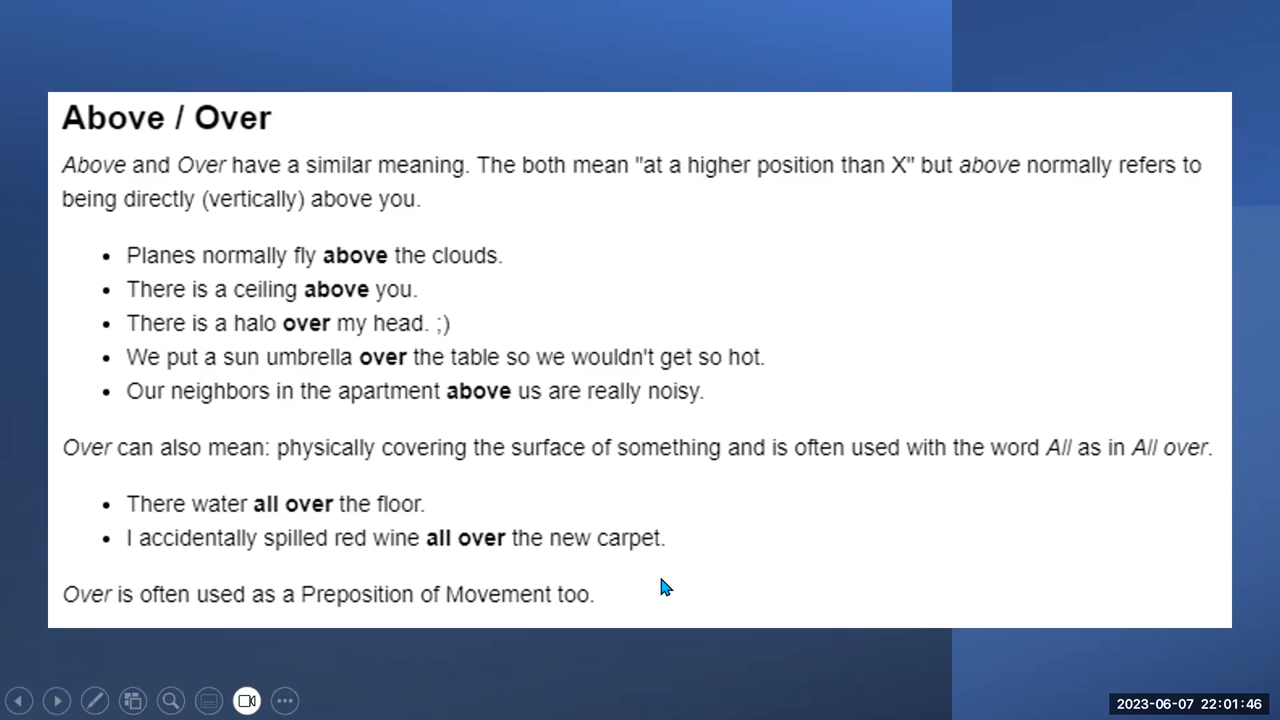 Above / Over
Above and Over have a similar meaning. The both mean "at a higher position than X" but above normally refers to
being directly (vertically) above you.
• Planes normally fly above the clouds.
• There is a ceiling above you.
• There is a halo over my head. ;)
• We put a sun umbrella over the table so we wouldn't get so hot.
• Our neighbors in the apartment above us are really noisy.
Over can also mean: physically covering the surface of something and is often used with the word All as in All over.
• There water all over the floor.
• I accidentally spilled red wine all over the new carpet.
Over is often used as a Preposition of Movement too.
2023-06-07 22:01:46